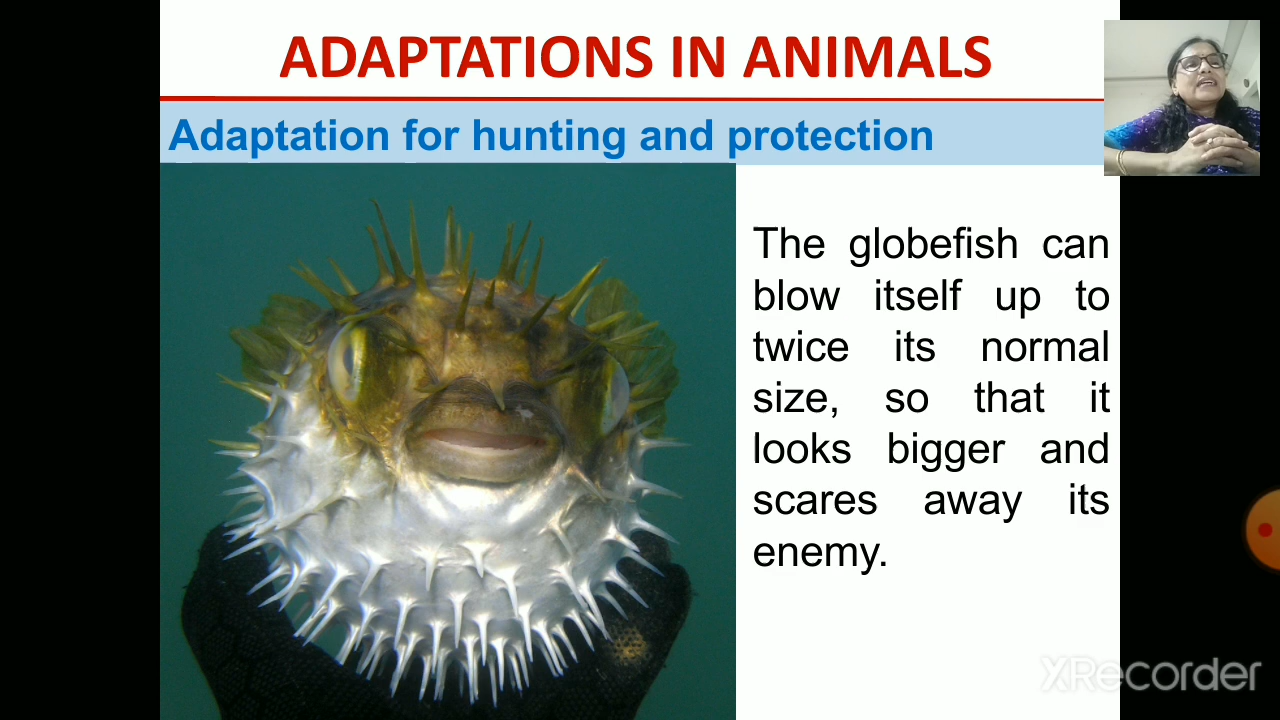 ADAPTATIONS IN ANIMALS
Adaptation for hunting and protection
The globefish can
blow itself up to
twice its normal
size, so that it
looks bigger and
scares away its
enemy.
XRecorder